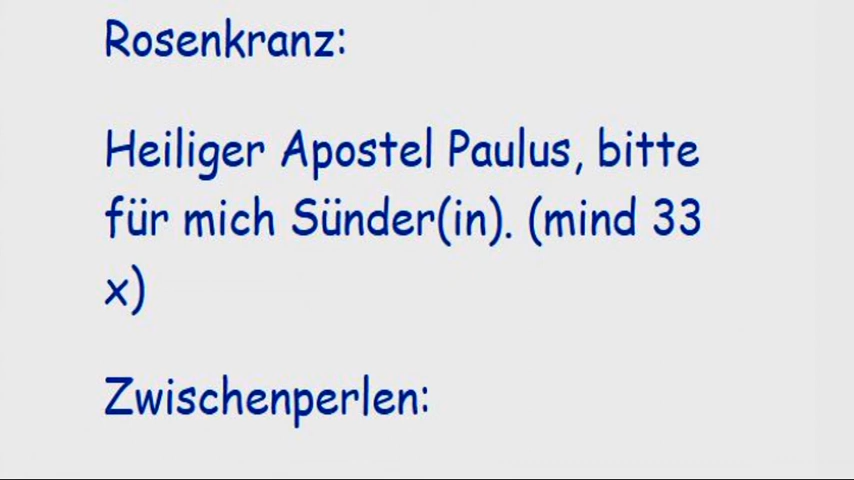 Rosenkranz:
Heiliger Apostel Paulus, bitte
für mich Sünder(in). (mind 33
x)
Zwischenperlen: